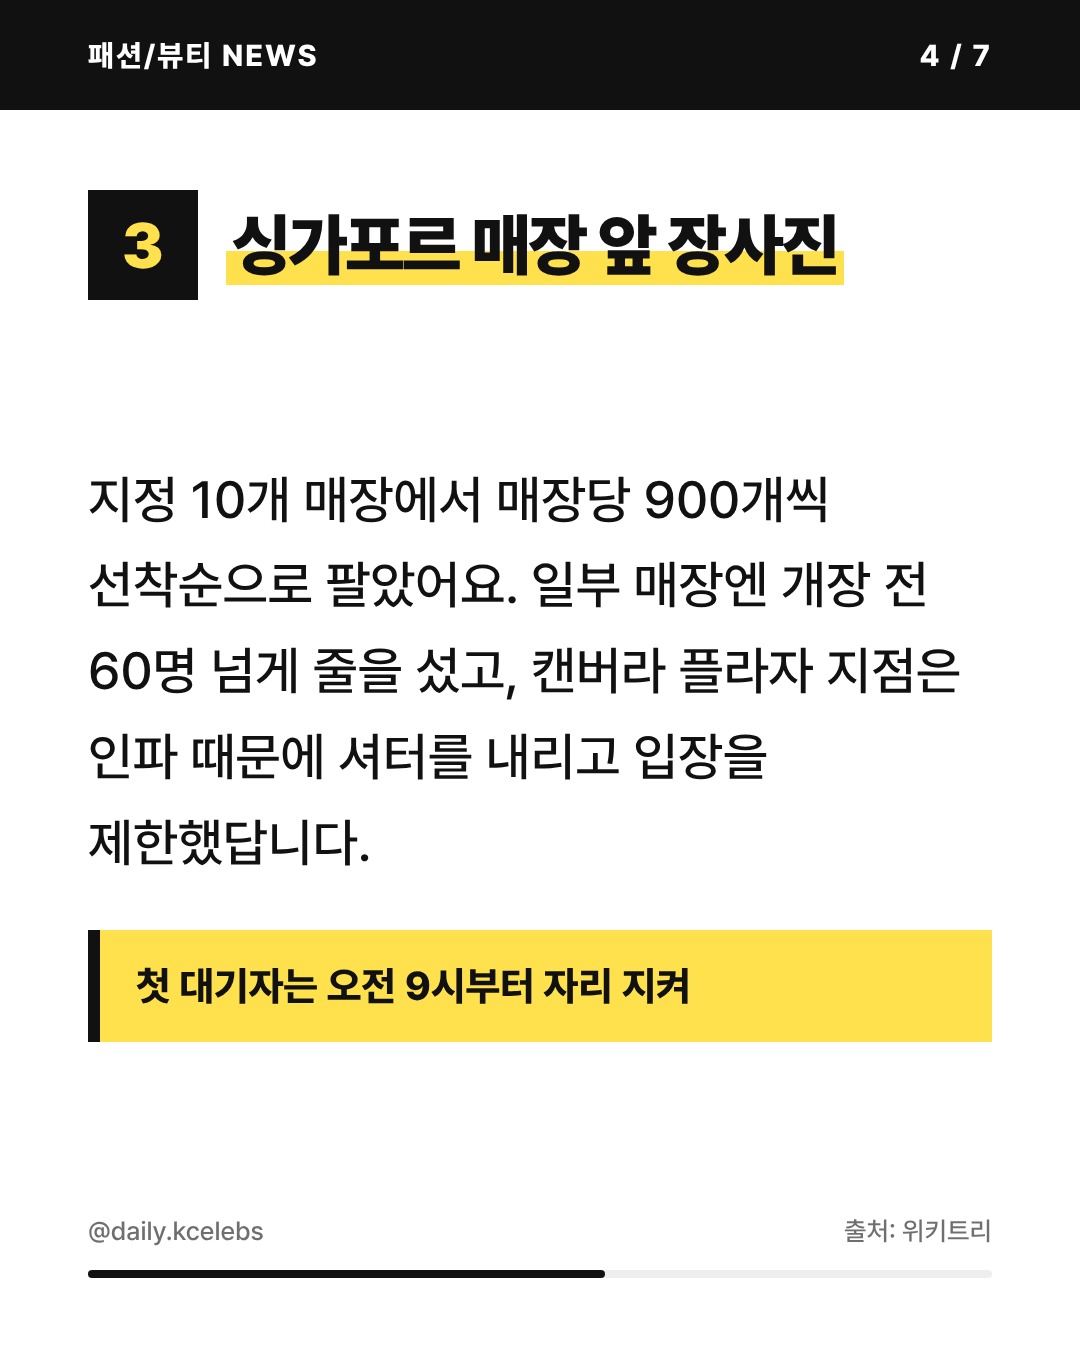 패션/뷰티 NEWS
4 / 7
3
싱가포르 매장 앞 장사진
지정 10개 매장에서 매장당 900개씩
선착순으로 팔았어요. 일부 매장엔 개장 전
60명 넘게 줄을 섰고, 캔버라 플라자 지점은
인파 때문에 셔터를 내리고 입장을
제한했답니다.
첫 대기자는 오전 9시부터 자리 지켜
@daily.kcelebs
출처: 위키트리